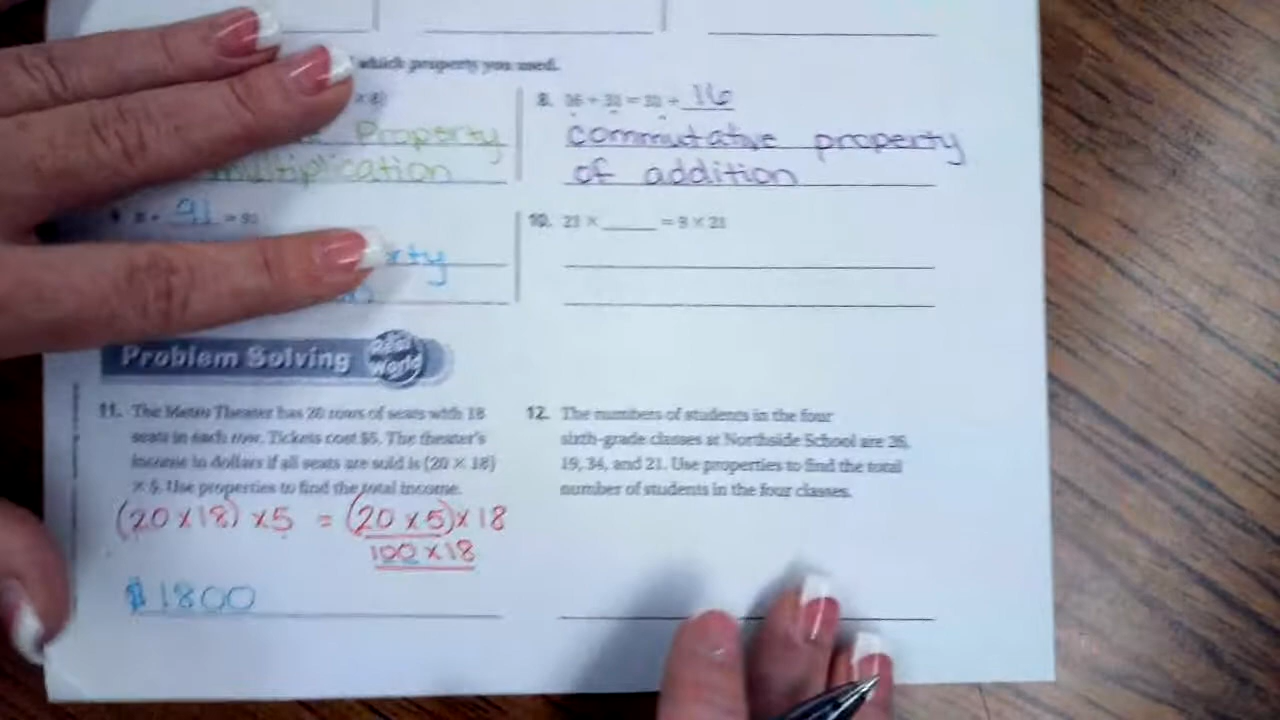 which property you used.
× 8)
Property
multiplication
8. 36 + 31 = 31 + 16
commutative property
of addition
91
10. 21 × ____ = 9 × 21
rty
Problem Solving
Real World
11. The Metro Theater has 20 rows of seats with 18
seats in each row. Tickets cost $5. The theater's
income in dollars if all seats are sold is (20 × 18)
× 5. Use properties to find the total income.
(20 x 18) x 5 = (20 x 5) x 18
100 x 18
$1800
12. The numbers of students in the four
sixth-grade classes at Northside School are 26,
19, 34, and 21. Use properties to find the total
number of students in the four classes.